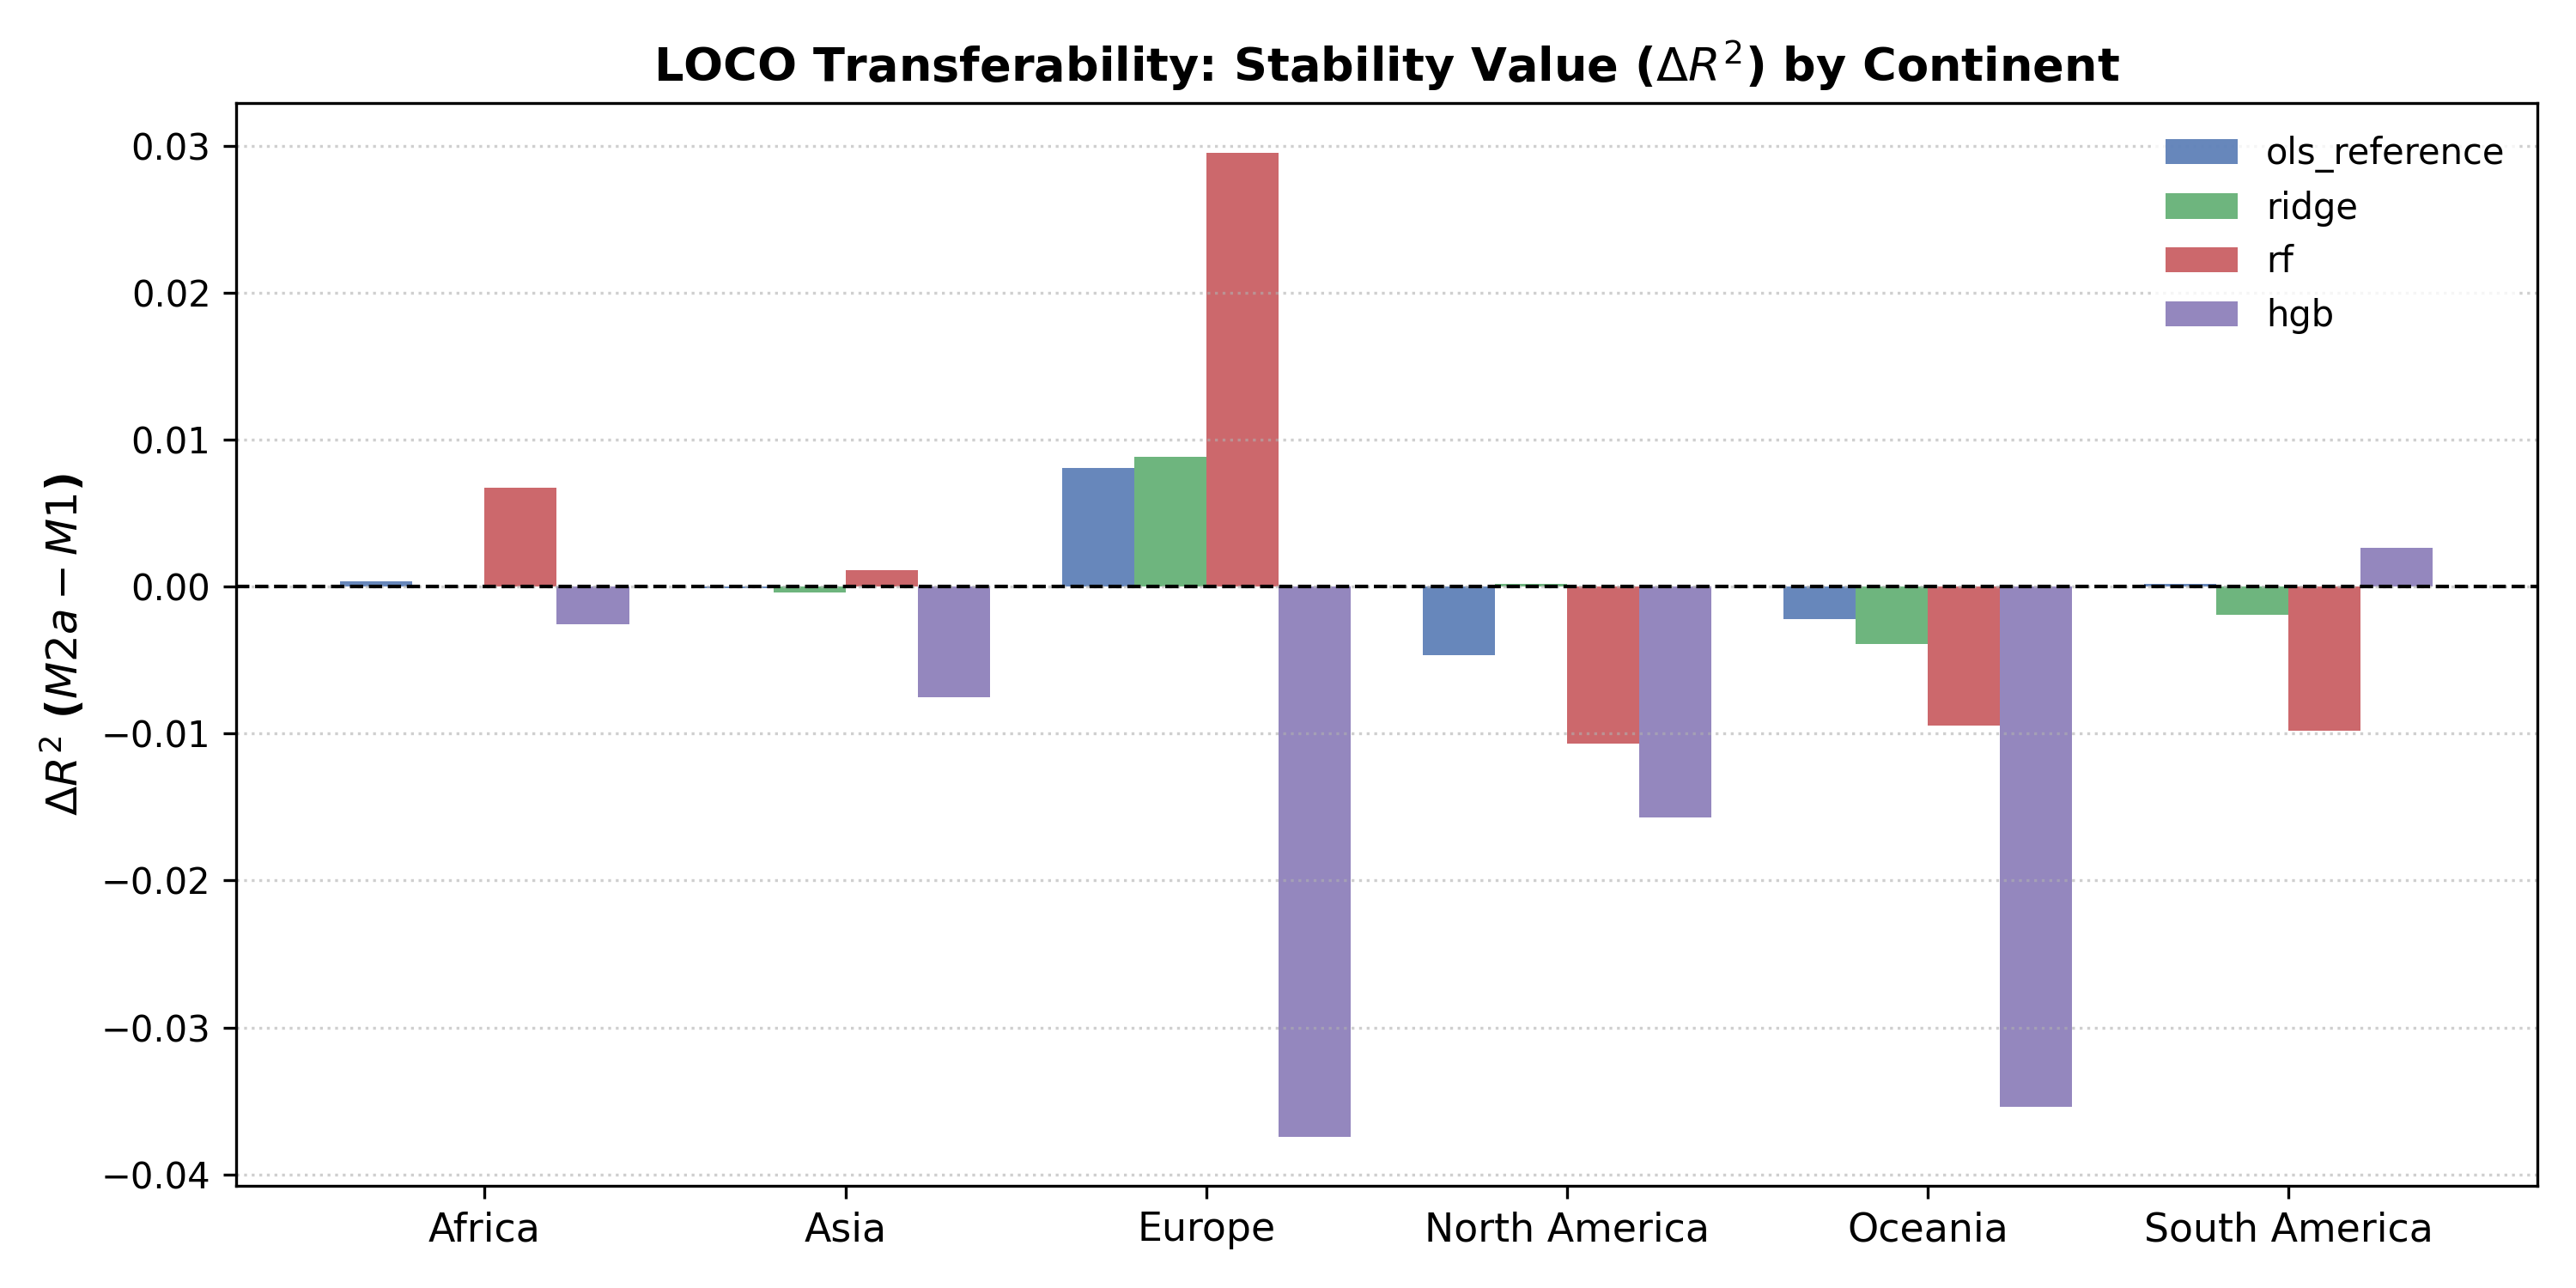 LOCO Transferability: Stability Value (ΔR²) by Continent
ΔR² (M2a − M1)
0.03
0.02
0.01
0.00
−0.01
−0.02
−0.03
−0.04
ols_reference
ridge
rf
hgb
Africa
Asia
Europe
North America
Oceania
South America